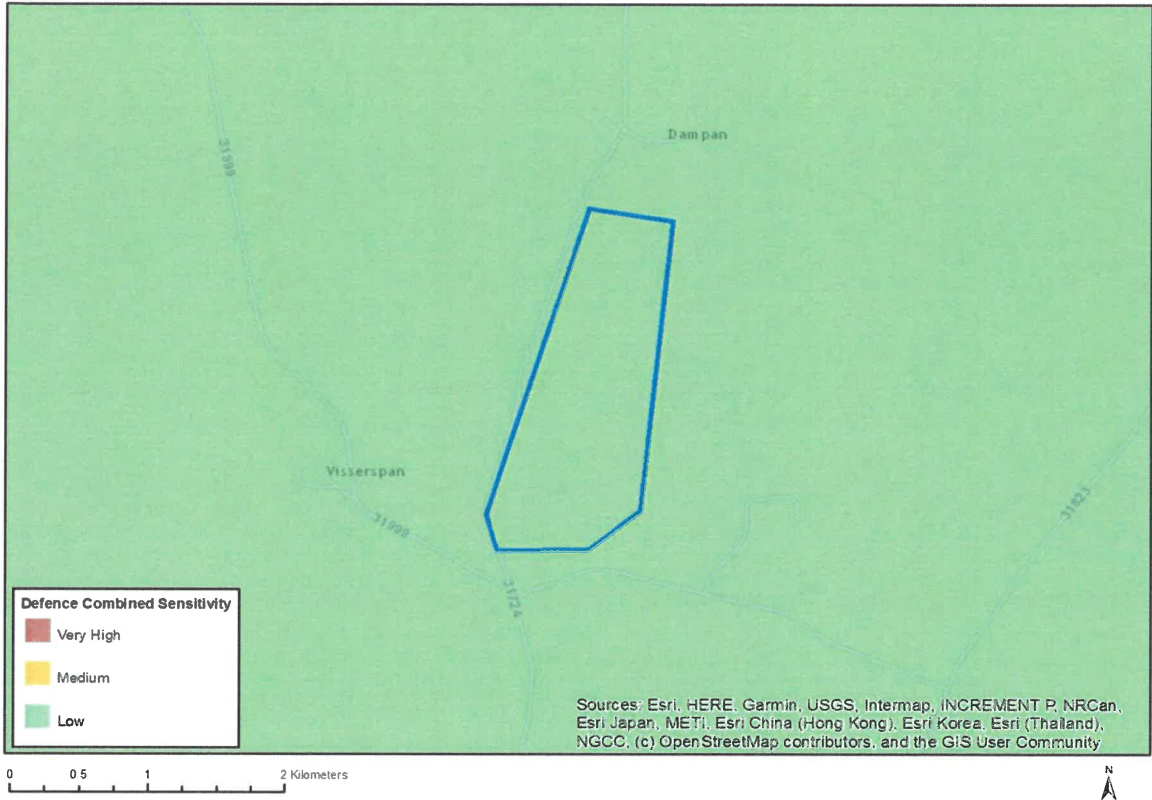 Dampan
31999
Visserspan
31999
31823
31724
Defence Combined Sensitivity
Very High
Medium
Low
Sources: Esri, HERE, Garmin, USGS, Intermap, INCREMENT P, NRCan,
Esri Japan, METI, Esri China (Hong Kong), Esri Korea, Esri (Thailand),
NGCC, (c) OpenStreetMap contributors, and the GIS User Community
0 0.5 1 2 Kilometers
N